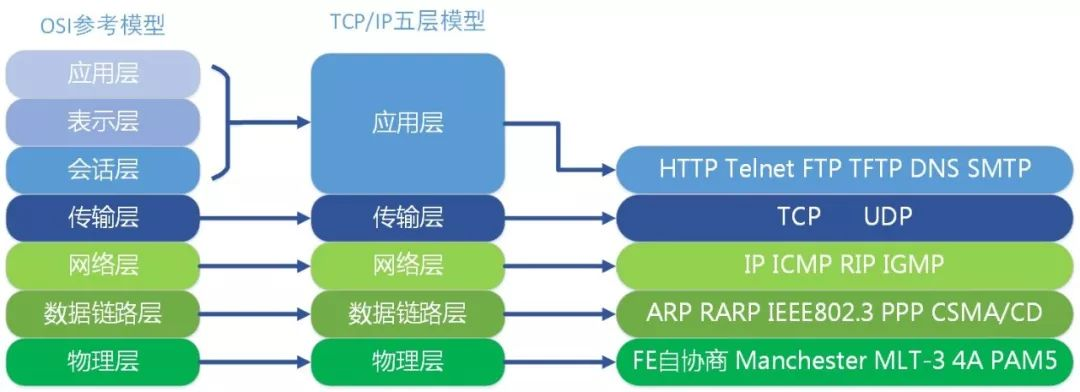 OSI参考模型
TCP/IP五层模型
应用层
表示层
会话层
传输层
网络层
数据链路层
物理层
应用层
传输层
网络层
数据链路层
物理层
HTTP Telnet FTP TFTP DNS SMTP
TCP UDP
IP ICMP RIP IGMP
ARP RARP IEEE802.3 PPP CSMA/CD
FE自协商 Manchester MLT-3 4A PAM5